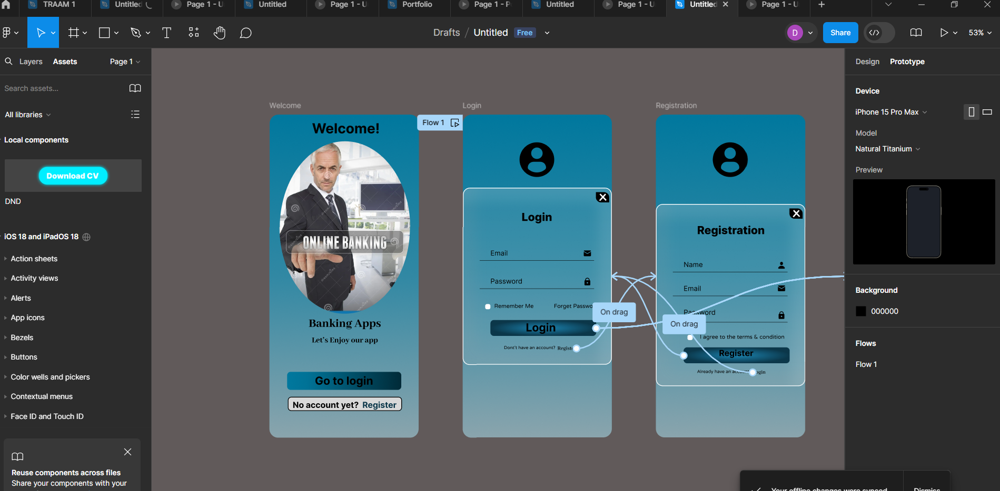 TRAAM 1
Untitled
Page 1 - U
Untitled
Page 1 - U
Portfolio
Page 1 - P
Untitled
Page 1 - U
Untitled
Page 1 - U
T
Drafts / Untitled Free
D
Share
53%
Layers
Assets
Page 1
Search assets...
All libraries
Local components
Download CV
DND
iOS 18 and iPadOS 18
Action sheets
Activity views
Alerts
App icons
Bezels
Buttons
Color wells and pickers
Contextual menus
Face ID and Touch ID
Reuse components across files
Share your components with your
Welcome
Welcome!
ONLINE BANKING
Banking Apps
Let's Enjoy our app
Go to login
No account yet? Register
Flow 1
Login
Login
Email
Password
Remember Me
Forget Passwo
On drag
Login
Dont't have an account? Registe
Registration
Registration
Name
Email
Password
On drag
I agree to the terms & condition
Register
Already have an accoun
ogin
Design
Prototype
Device
iPhone 15 Pro Max
Model
Natural Titanium
Preview
Background
000000
Flows
Flow 1
Your offline changes were synced
Dismiss